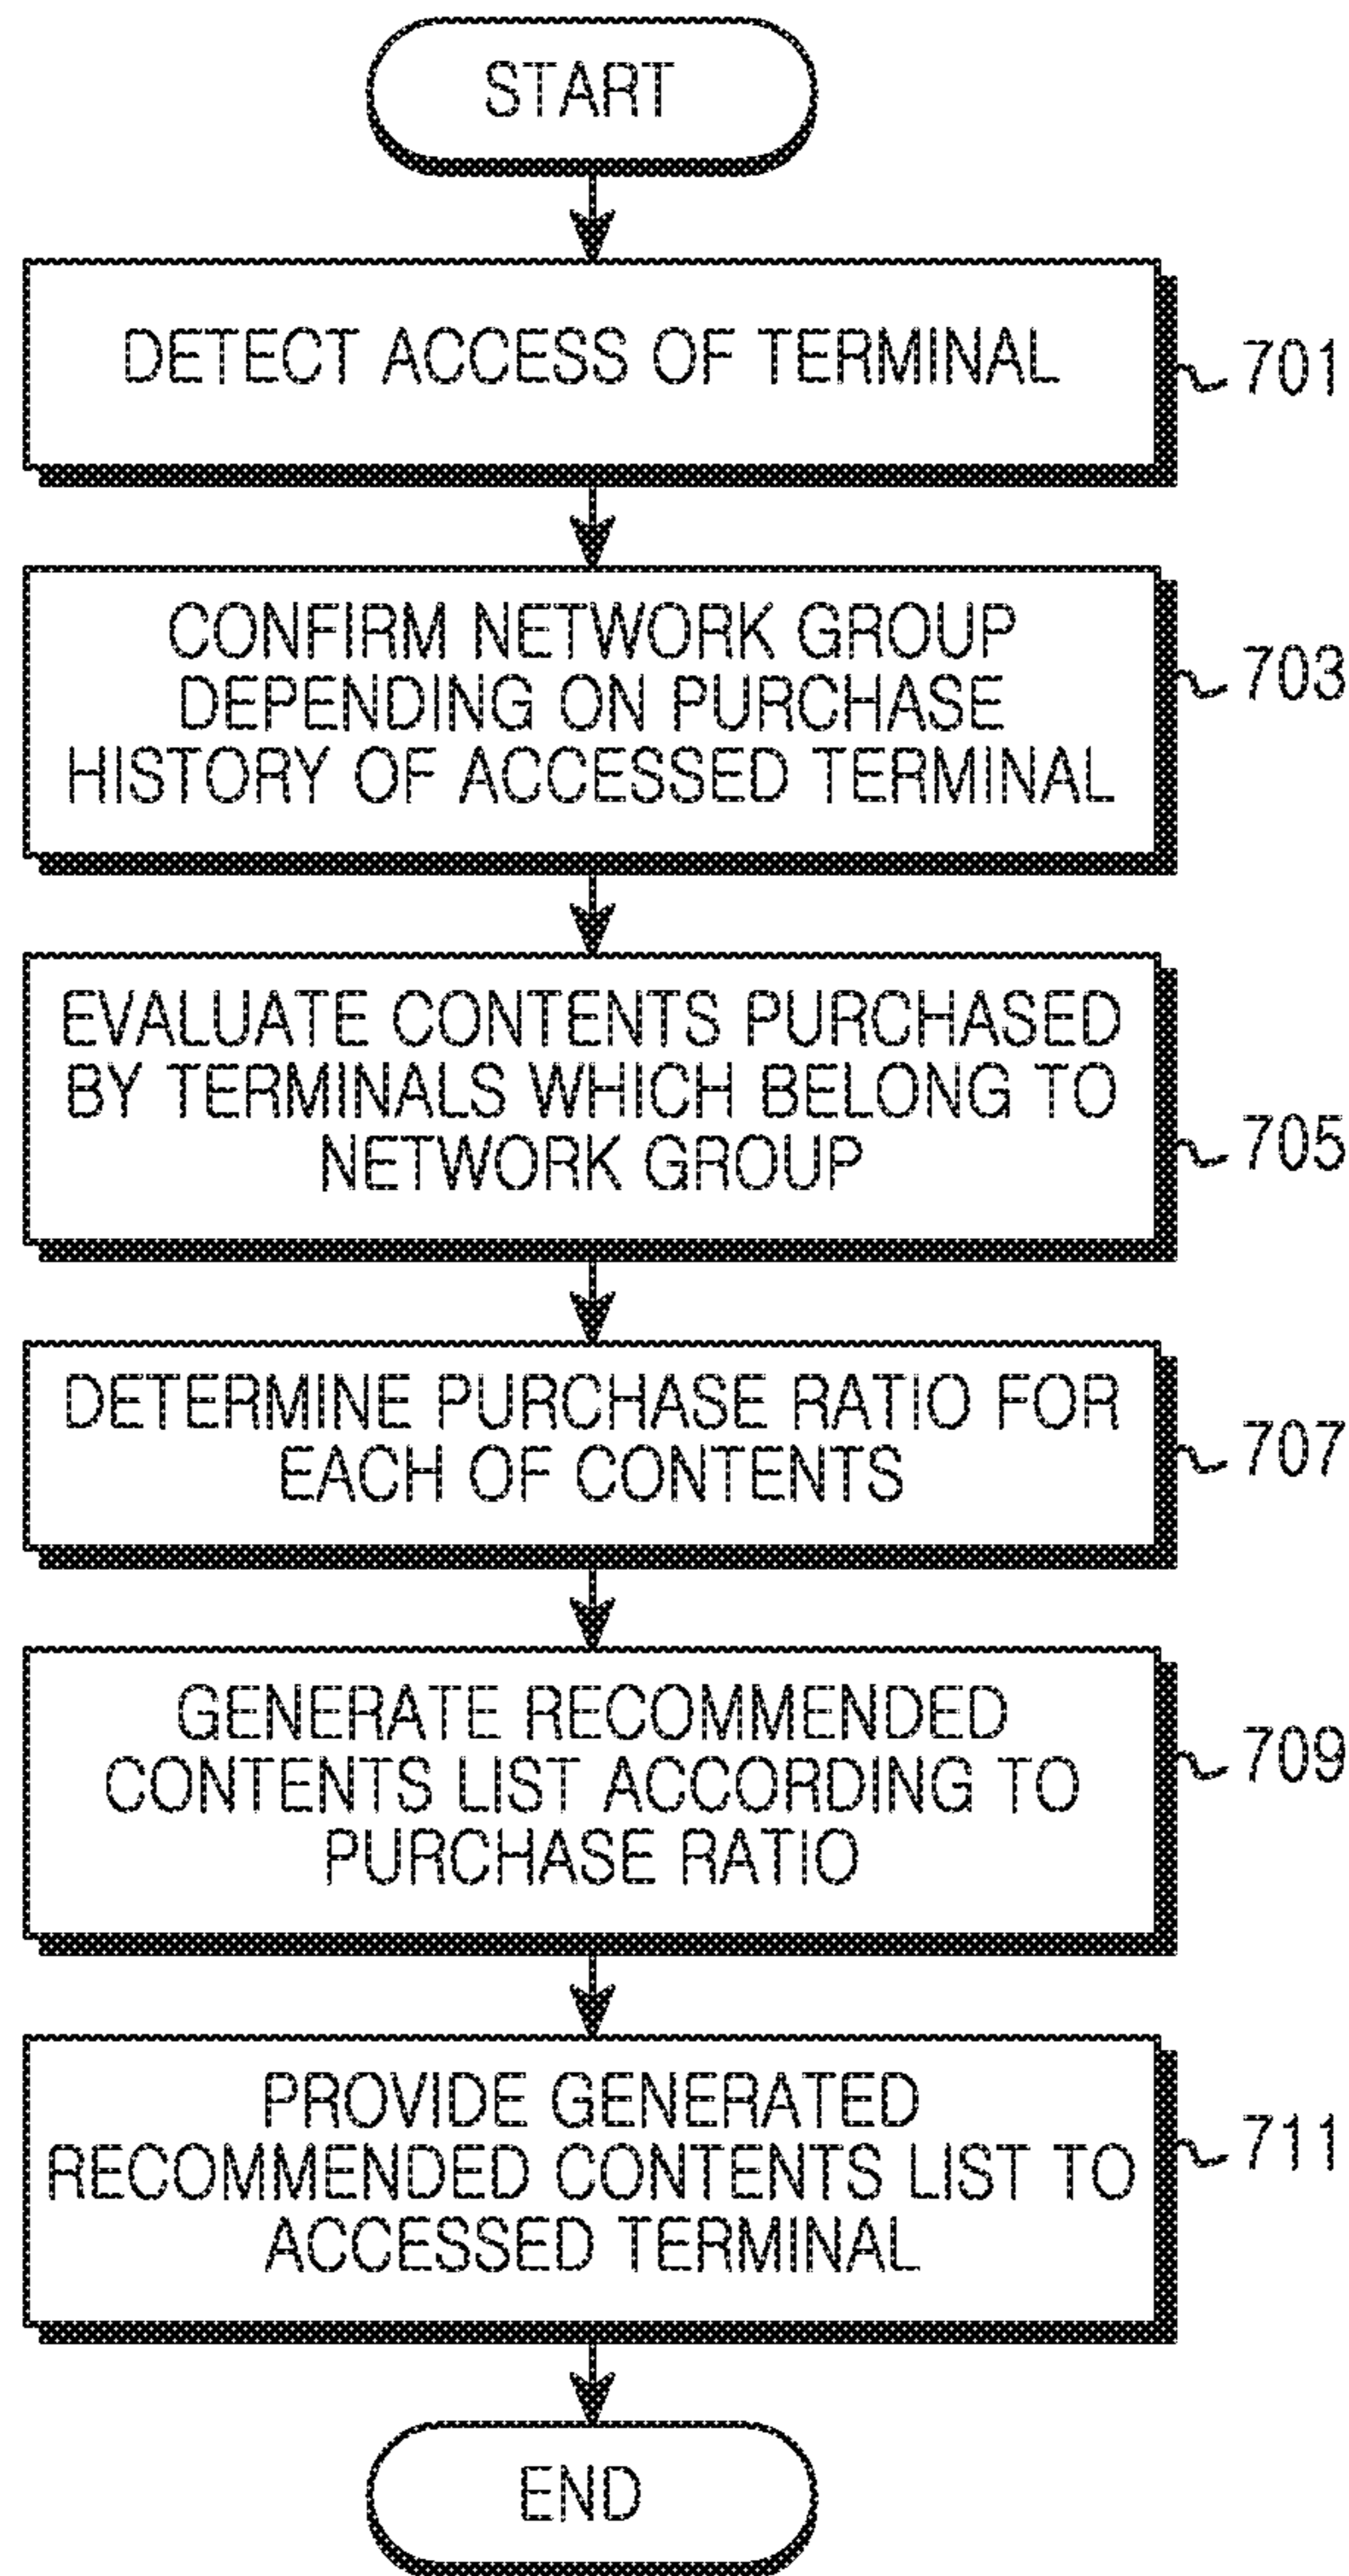 START
DETECT ACCESS OF TERMINAL
701
CONFIRM NETWORK GROUP
DEPENDING ON PURCHASE
HISTORY OF ACCESSED TERMINAL
703
EVALUATE CONTENTS PURCHASED
BY TERMINALS WHICH BELONG TO
NETWORK GROUP
705
DETERMINE PURCHASE RATIO FOR
EACH OF CONTENTS
707
GENERATE RECOMMENDED
CONTENTS LIST ACCORDING TO
PURCHASE RATIO
709
PROVIDE GENERATED
RECOMMENDED CONTENTS LIST TO
ACCESSED TERMINAL
711
END